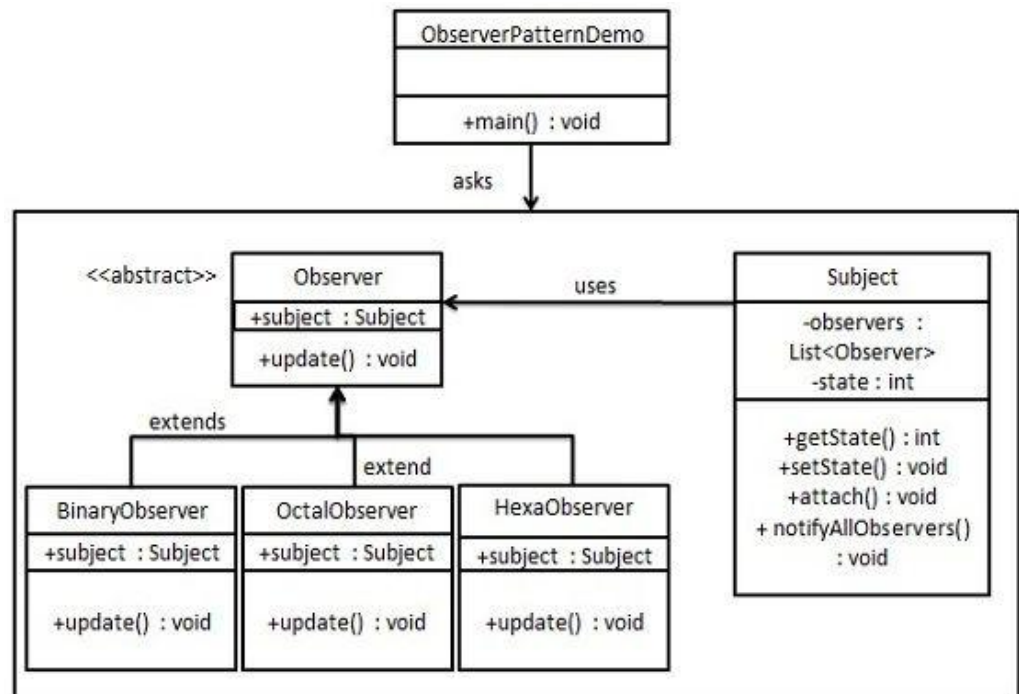 ObserverPatternDemo
+main() : void
asks
<<abstract>>
Observer
+subject : Subject
+update() : void
uses
Subject
-observers :
List<Observer>
-state : int
+getState() : int
+setState() : void
+attach() : void
+ notifyAllObservers()
: void
extends
extend
BinaryObserver
+subject : Subject
+update() : void
OctalObserver
+subject : Subject
+update() : void
HexaObserver
+subject : Subject
+update() : void